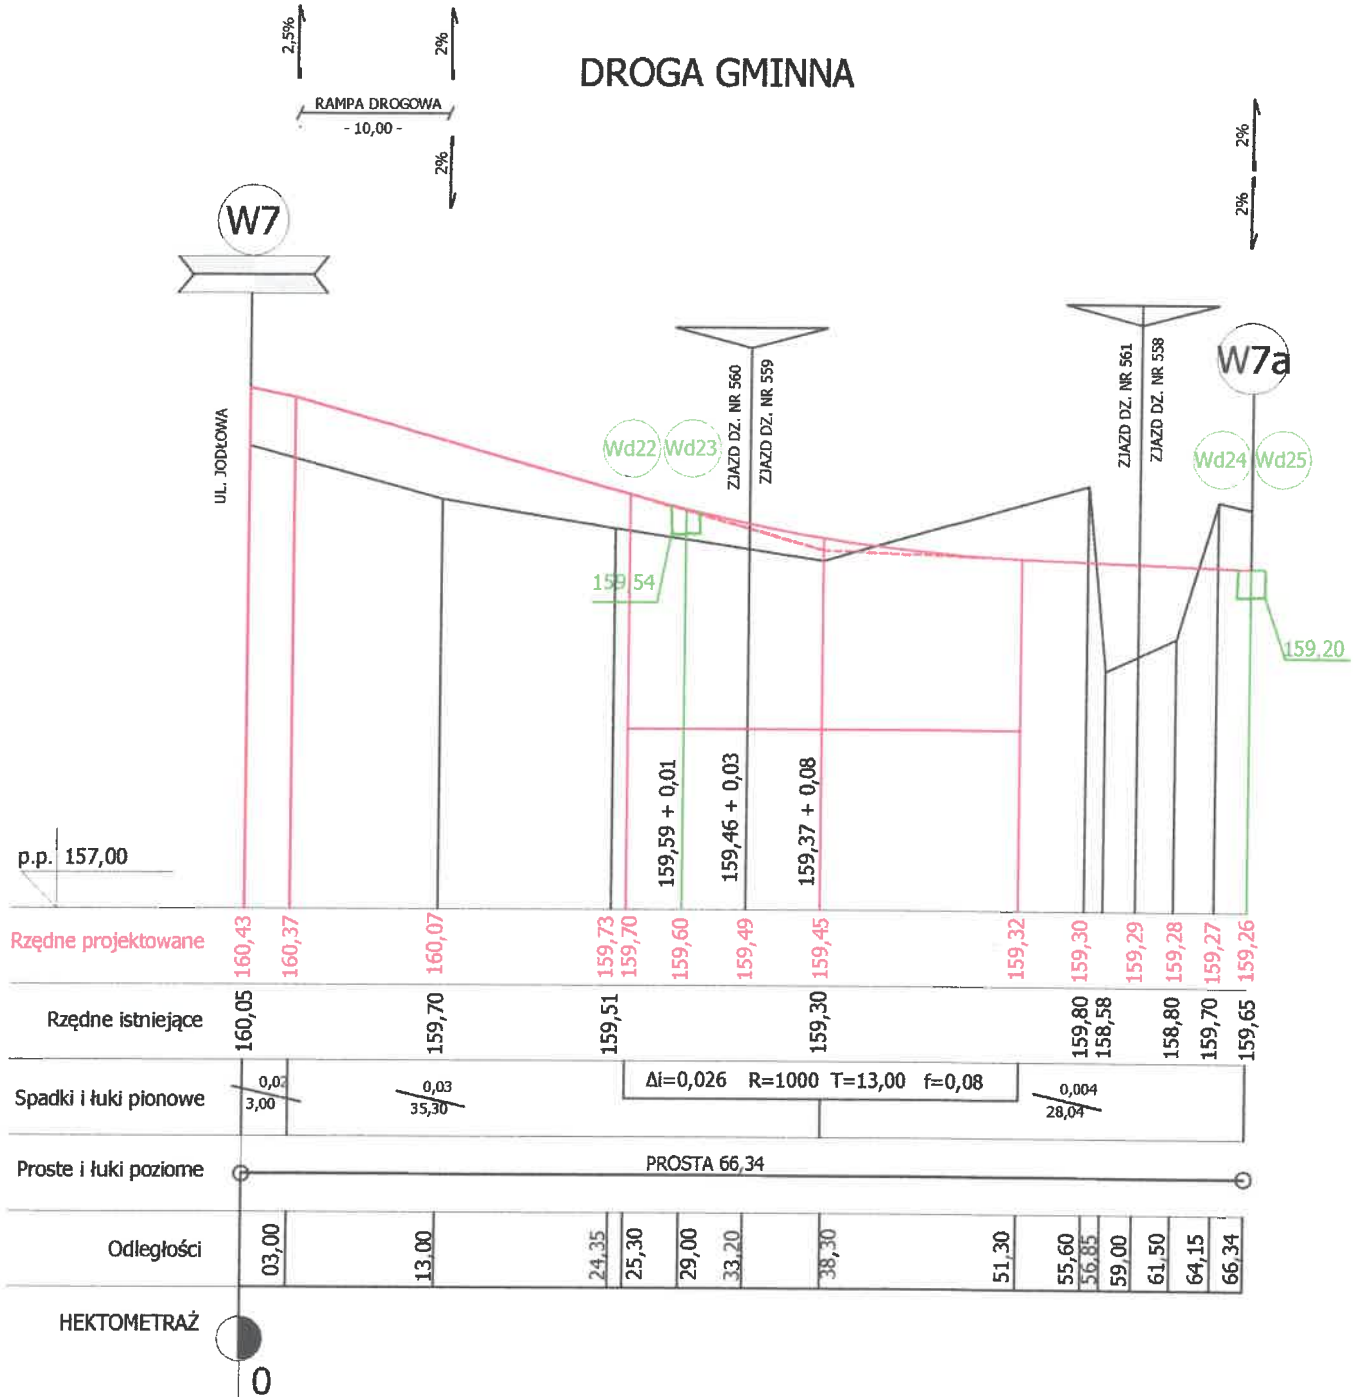 2,5%
2%
DROGA GMINNA
RAMPA DROGOWA
- 10,00 -
2%
2%
2%
W7
UL. JODŁOWA
Wd22
Wd23
ZJAZD DZ. NR 560
ZJAZD DZ. NR 559
ZJAZD DZ. NR 561
ZJAZD DZ. NR 558
W7a
Wd24
Wd25
159,54
159,20
159,59 + 0,01
159,46 + 0,03
159,37 + 0,08
p.p. 157,00
Rzędne projektowane 160,43 160,37 160,07 159,73 159,70 159,60 159,49 159,45 159,32 159,30 159,29 159,28 159,27 159,26
Rzędne istniejące 160,05 159,70 159,51 159,30 159,80 158,58 158,80 159,70 159,65
Spadki i łuki pionowe
0,02
3,00
0,03
35,30
Δi=0,026 R=1000 T=13,00 f=0,08
0,004
28,04
Proste i łuki poziome
PROSTA 66,34
Odległości 03,00 13,00 24,35 25,30 29,00 33,20 38,30 51,30 55,60 56,85 59,00 61,50 64,15 66,34
HEKTOMETRAŻ
0